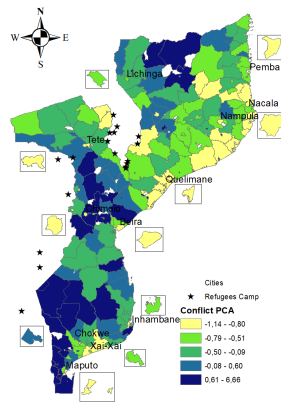 N
W E
S
Lichinga
Pemba
Nacala
Nampula
Tete
Quelimane
Chimoio
Beira
Inhambane
Chokwe
Xai-Xai
Maputo
Cities
Refugees Camp
Conflict PCA
-1,14 - -0,80
-0,79 - -0,51
-0,50 - -0,09
-0,08 - 0,60
0,61 - 6,66